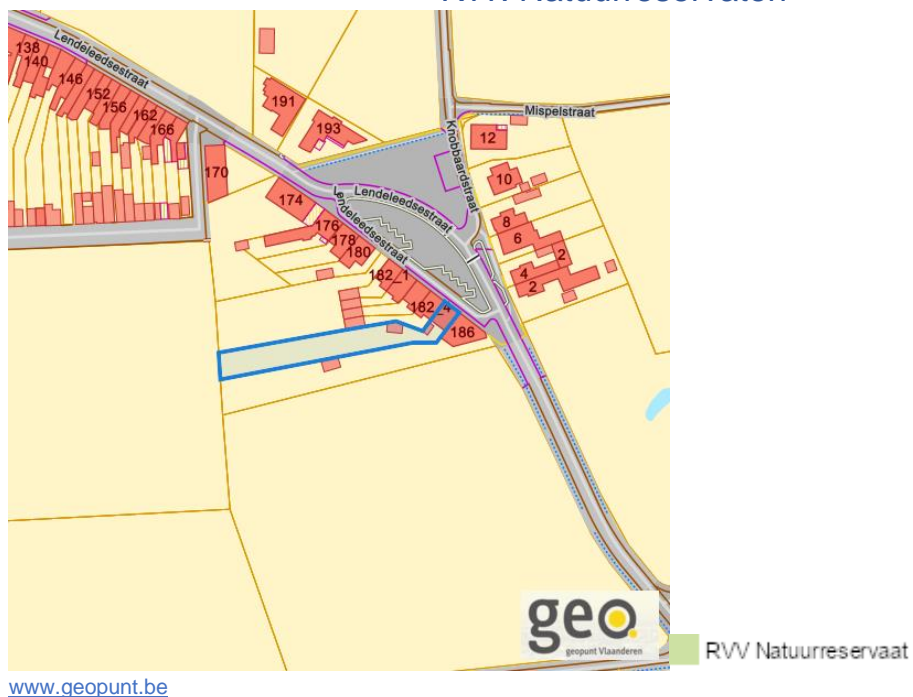 RVV Natuurreservaten
138
140
Lendeleedsestraat
146
152
156
162
166
170
191
193
174
176
178
180
182_1
182_4
186
Lendeleedsestraat
Lendeleedsestraat
Knobbaardstraat
Mispelstraat
12
10
8
6
2
4
2
geo.
geopunt Vlaanderen
RVV Natuurreservaat
www.geopunt.be